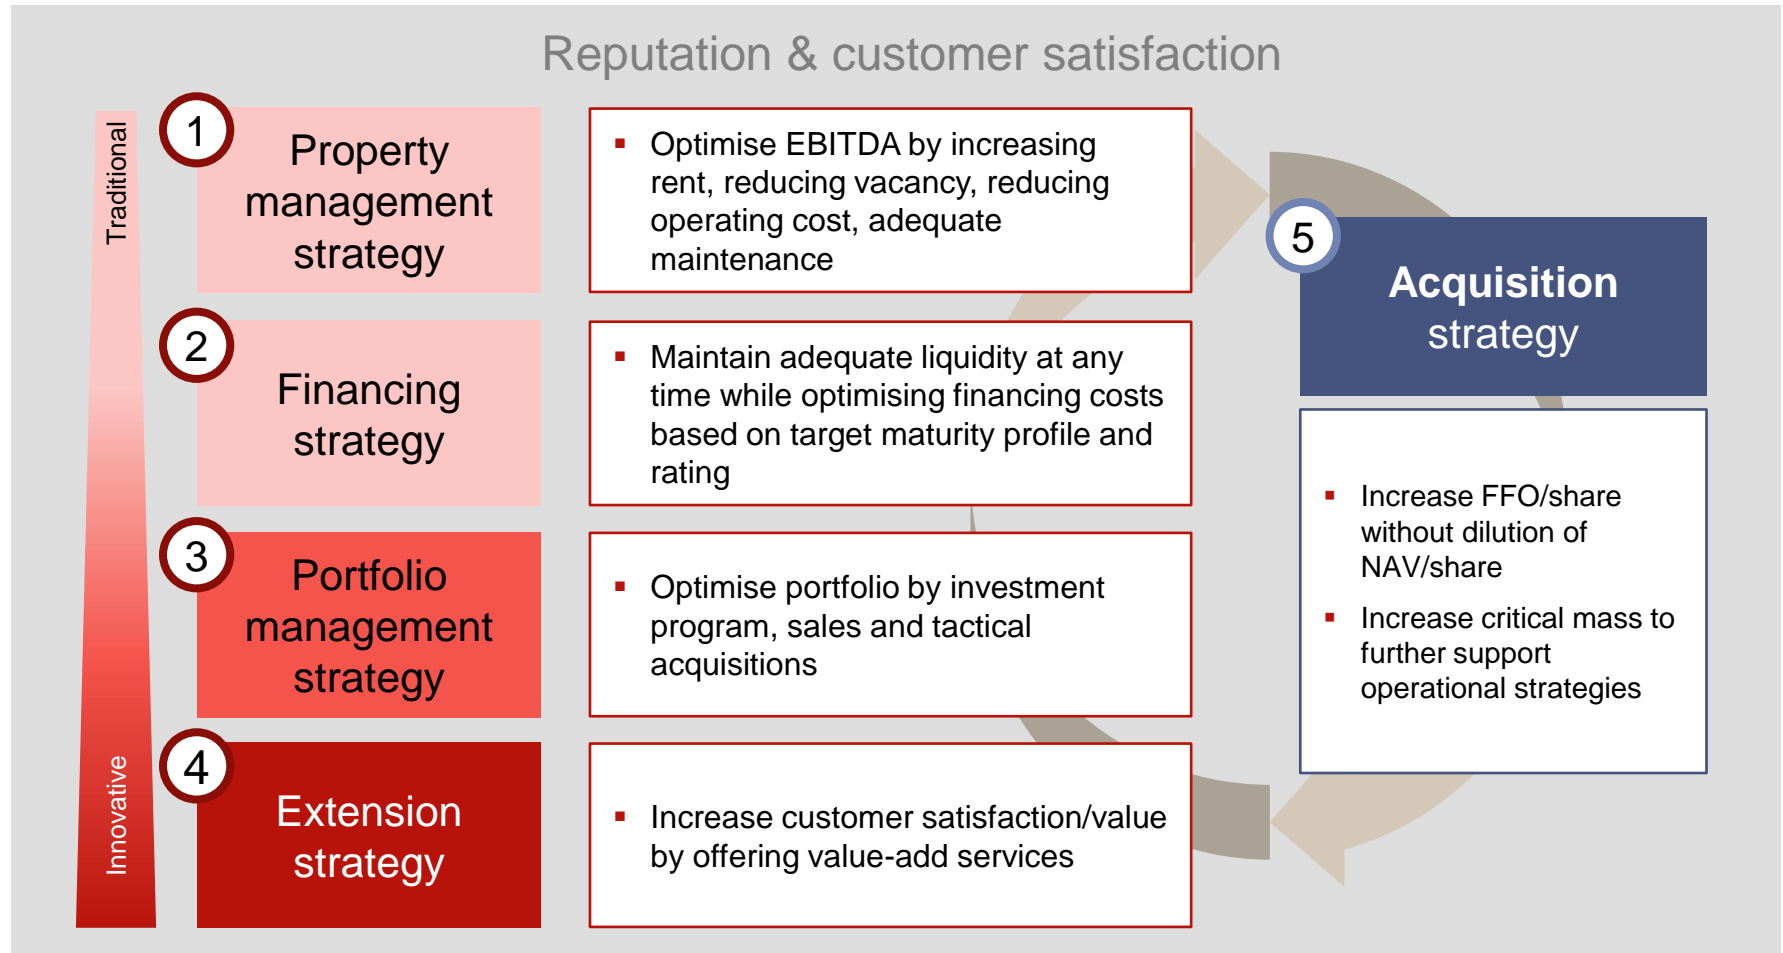 Reputation & customer satisfaction
Traditional
Innovative
1
Property
management
strategy
▪ Optimise EBITDA by increasing
rent, reducing vacancy, reducing
operating cost, adequate
maintenance
2
Financing
strategy
▪ Maintain adequate liquidity at any
time while optimising financing costs
based on target maturity profile and
rating
3
Portfolio
management
strategy
▪ Optimise portfolio by investment
program, sales and tactical
acquisitions
4
Extension
strategy
▪ Increase customer satisfaction/value
by offering value-add services
5
Acquisition
strategy
▪ Increase FFO/share
without dilution of
NAV/share
▪ Increase critical mass to
further support
operational strategies